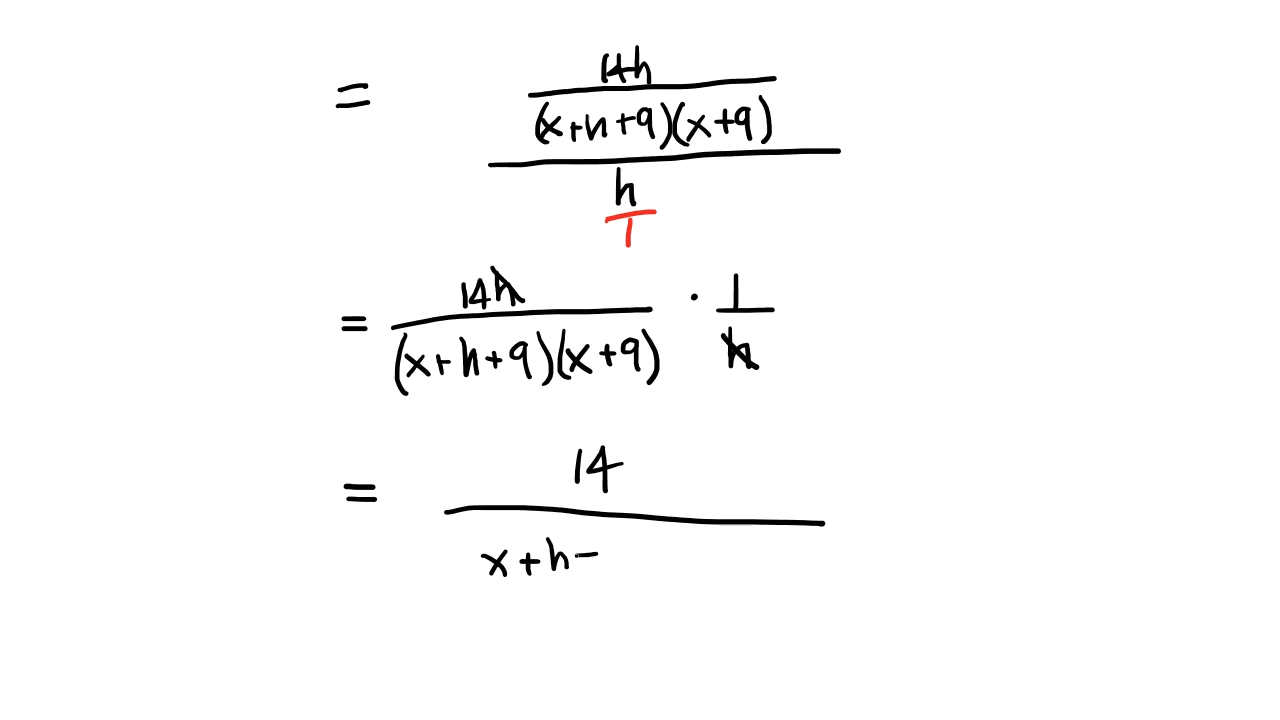 = 14h
(x+h+9)(x+9)
h
1
= 14h / (x+h+9)(x+9) · 1 / h
= 14
x+h-